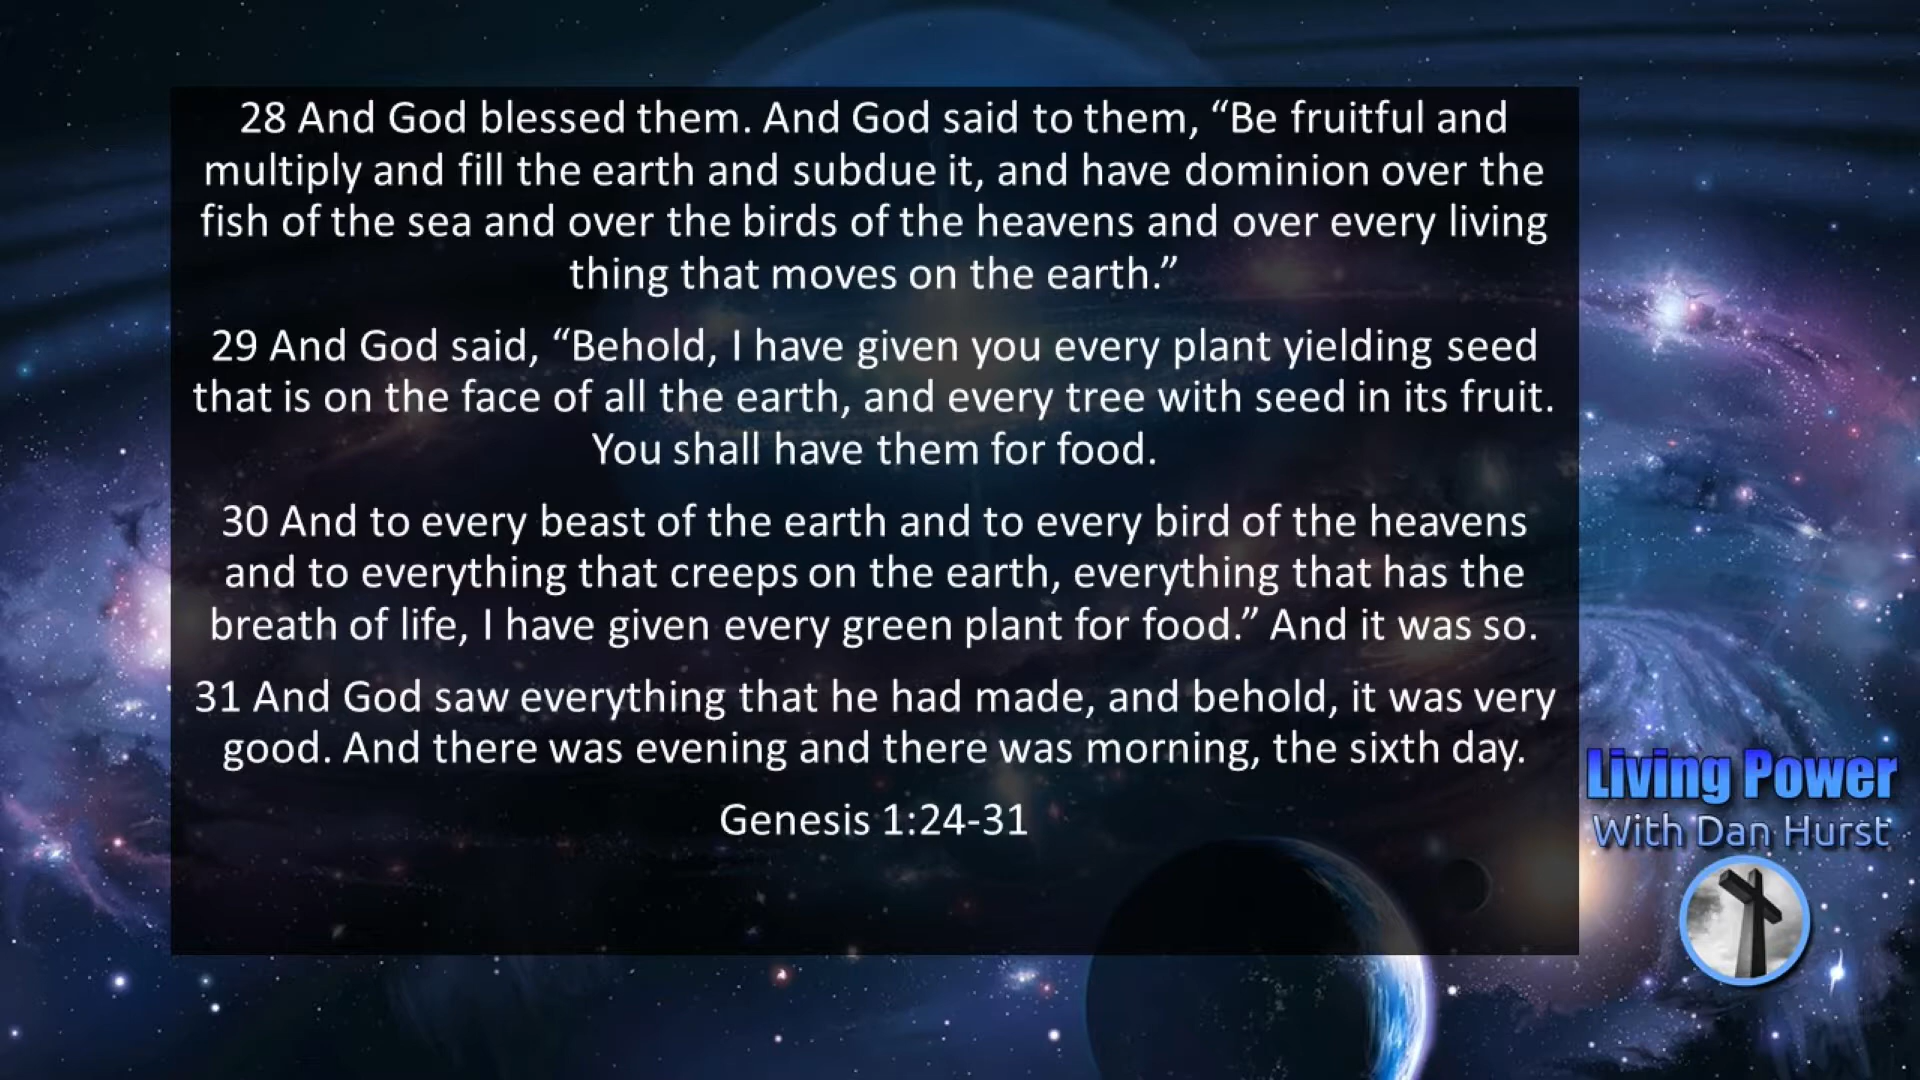 28 And God blessed them. And God said to them, “Be fruitful and
multiply and fill the earth and subdue it, and have dominion over the
fish of the sea and over the birds of the heavens and over every living
thing that moves on the earth.”
29 And God said, “Behold, I have given you every plant yielding seed
that is on the face of all the earth, and every tree with seed in its fruit.
You shall have them for food.
30 And to every beast of the earth and to every bird of the heavens
and to everything that creeps on the earth, everything that has the
breath of life, I have given every green plant for food.” And it was so.
31 And God saw everything that he had made, and behold, it was very
good. And there was evening and there was morning, the sixth day.
Genesis 1:24-31
Living Power
With Dan Hurst